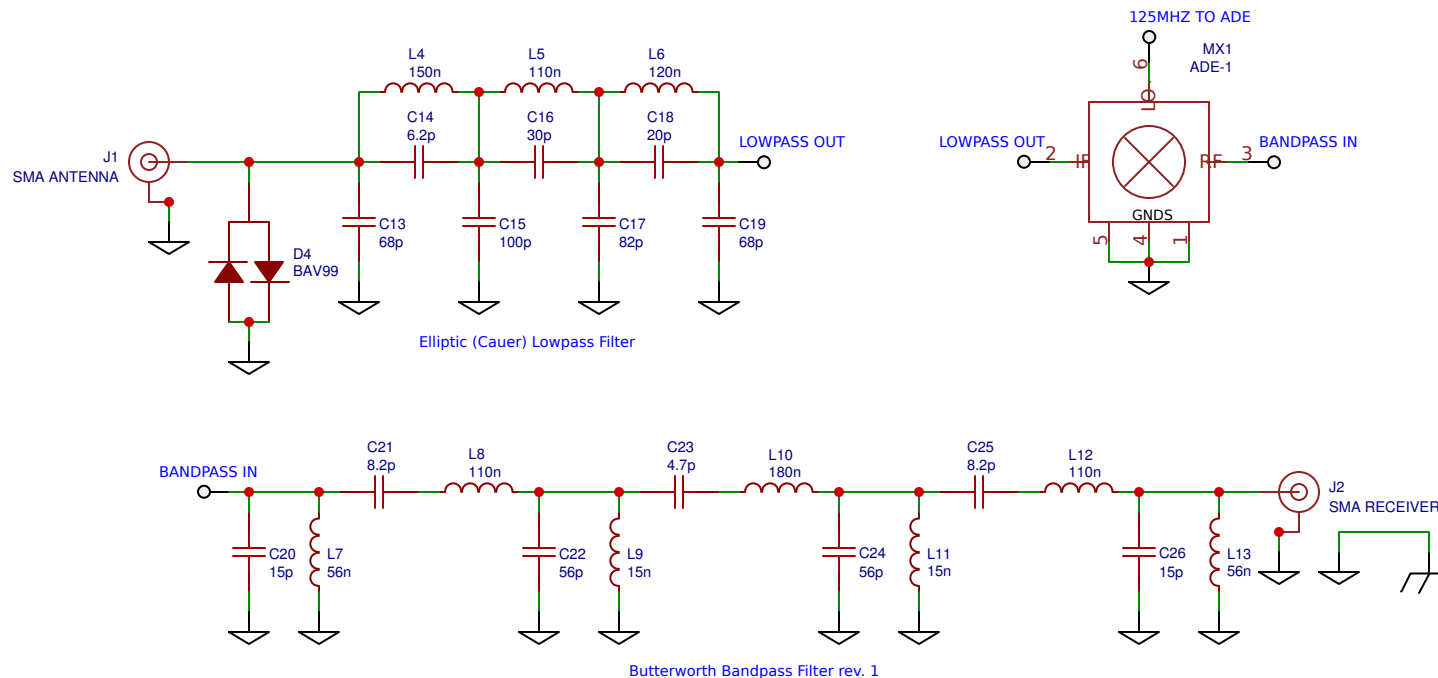 125MHZ TO ADE
MX1
ADE-1
6
LO
LOWPASS OUT
2
IF
RF
3
BANDPASS IN
GNDS
5
4
1
J1
SMA ANTENNA
L4
150n
L5
110n
L6
120n
C14
6.2p
C16
30p
C18
20p
LOWPASS OUT
C13
68p
C15
100p
C17
82p
C19
68p
D4
BAV99
Elliptic (Cauer) Lowpass Filter
BANDPASS IN
C21
8.2p
L8
110n
C23
4.7p
L10
180n
C25
8.2p
L12
110n
J2
SMA RECEIVER
C20
15p
L7
56n
C22
56p
L9
15n
C24
56p
L11
15n
C26
15p
L13
56n
Butterworth Bandpass Filter rev. 1